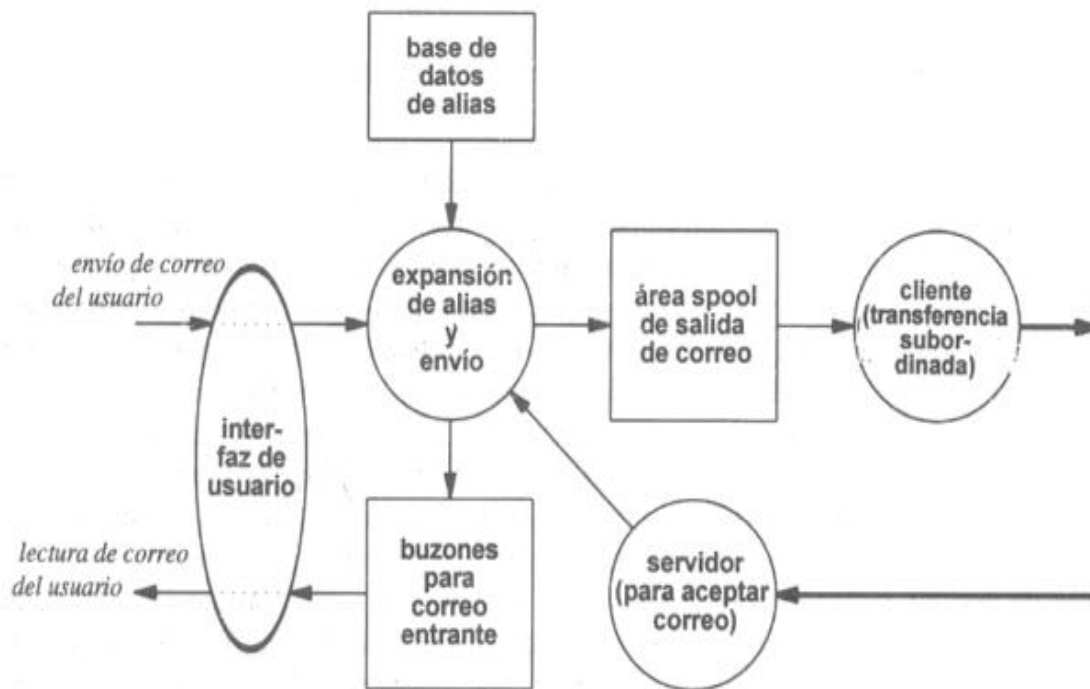 base de
datos
de alias
envío de correo
del usuario
expansión
de alias
y
envío
área spool
de salida
de correo
cliente
(transferencia
subor-
dinada)
inter-
faz de
usuario
lectura de correo
del usuario
buzones
para
correo
entrante
servidor
(para aceptar
correo)